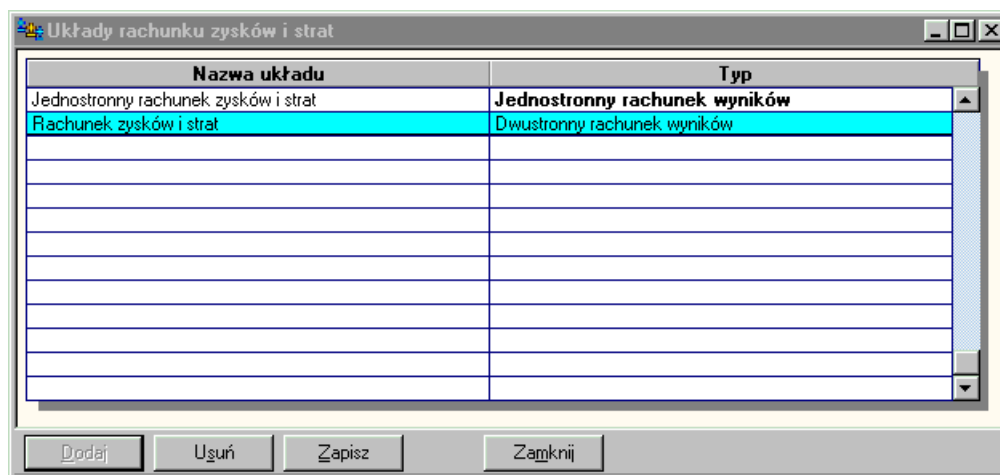 Układy rachunku zysków i strat
Nazwa układu Typ
Jednostronny rachunek zysków i strat Jednostronny rachunek wyników
Rachunek zysków i strat Dwustronny rachunek wyników
Dodaj Usuń Zapisz Zamknij